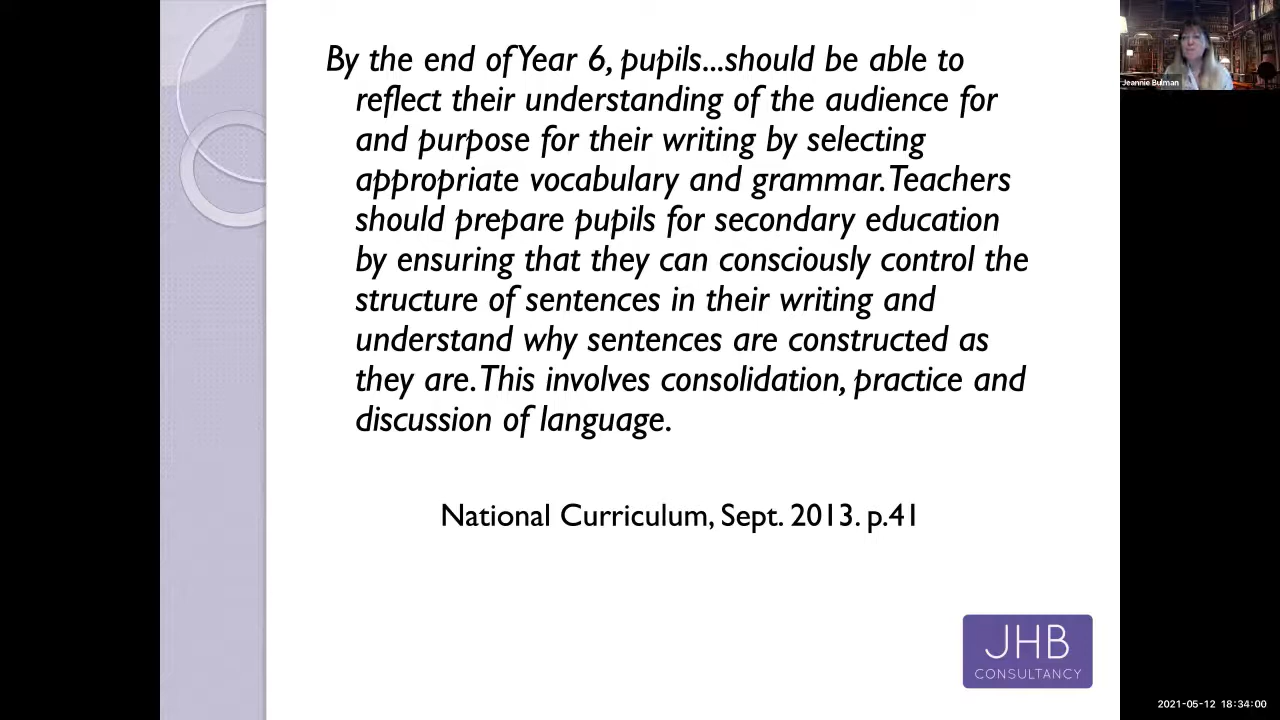 By the end of Year 6, pupils...should be able to
reflect their understanding of the audience for
and purpose for their writing by selecting
appropriate vocabulary and grammar. Teachers
should prepare pupils for secondary education
by ensuring that they can consciously control the
structure of sentences in their writing and
understand why sentences are constructed as
they are. This involves consolidation, practice and
discussion of language.
National Curriculum, Sept. 2013. p.41
JHB
CONSULTANCY
Jeannie Bulman
2021-05-12 18:34:00